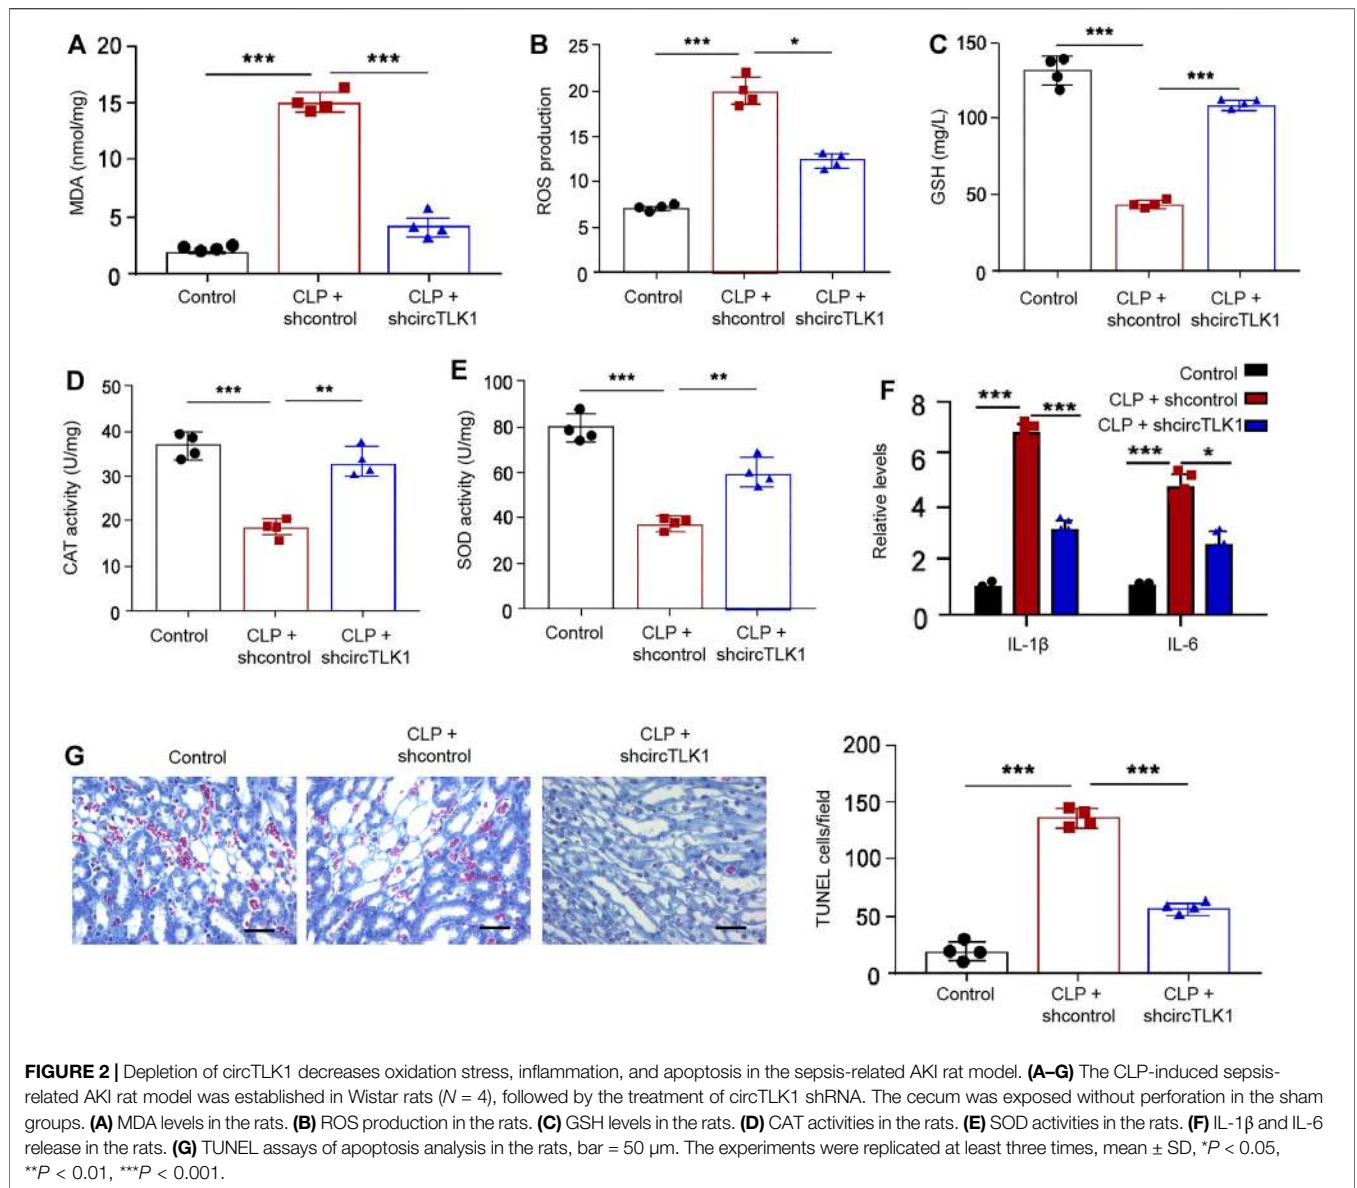 A
20
15
10
5
0
MDA (nmol/mg)
***
***
Control
CLP +
shcontrol
CLP +
shcircTLK1
B
25
20
15
10
5
0
ROS production
***
*
Control
CLP +
shcontrol
CLP +
shcircTLK1
C
150
100
50
0
GSH (mg/L)
***
***
Control
CLP +
shcontrol
CLP +
shcircTLK1
D
50
40
30
20
10
0
CAT activity (U/mg)
***
**
Control
CLP +
shcontrol
CLP +
shcircTLK1
E
100
80
60
40
20
0
SOD activity (U/mg)
***
**
Control
CLP +
shcontrol
CLP +
shcircTLK1
F
Control
CLP + shcontrol
CLP + shcircTLK1
8
6
4
2
0
Relative levels
***
***
***
*
IL-1β
IL-6
G
Control
CLP +
shcontrol
CLP +
shcircTLK1
200
150
100
50
0
TUNEL cells/field
***
***
Control
CLP +
shcontrol
CLP +
shcircTLK1
FIGURE 2 | Depletion of circTLK1 decreases oxidation stress, inflammation, and apoptosis in the sepsis-related AKI rat model. (A–G) The CLP-induced sepsis-
related AKI rat model was established in Wistar rats (N = 4), followed by the treatment of circTLK1 shRNA. The cecum was exposed without perforation in the sham
groups. (A) MDA levels in the rats. (B) ROS production in the rats. (C) GSH levels in the rats. (D) CAT activities in the rats. (E) SOD activities in the rats. (F) IL-1β and IL-6
release in the rats. (G) TUNEL assays of apoptosis analysis in the rats, bar = 50 μm. The experiments were replicated at least three times, mean ± SD, *P < 0.05,
**P < 0.01, ***P < 0.001.